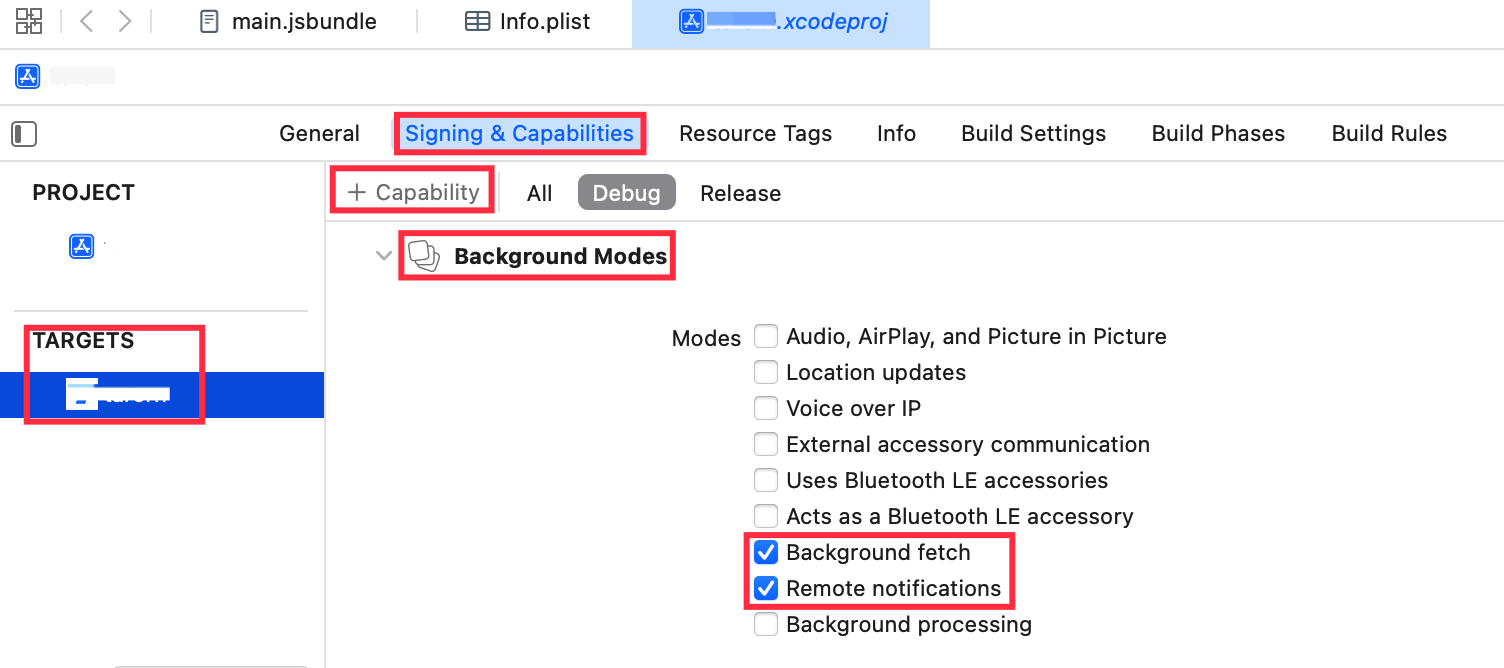 main.jsbundle
Info.plist
.xcodeproj
General
Signing & Capabilities
Resource Tags
Info
Build Settings
Build Phases
Build Rules
PROJECT
+ Capability
All
Debug
Release
Background Modes
TARGETS
Modes
Audio, AirPlay, and Picture in Picture
Location updates
Voice over IP
External accessory communication
Uses Bluetooth LE accessories
Acts as a Bluetooth LE accessory
Background fetch
Remote notifications
Background processing